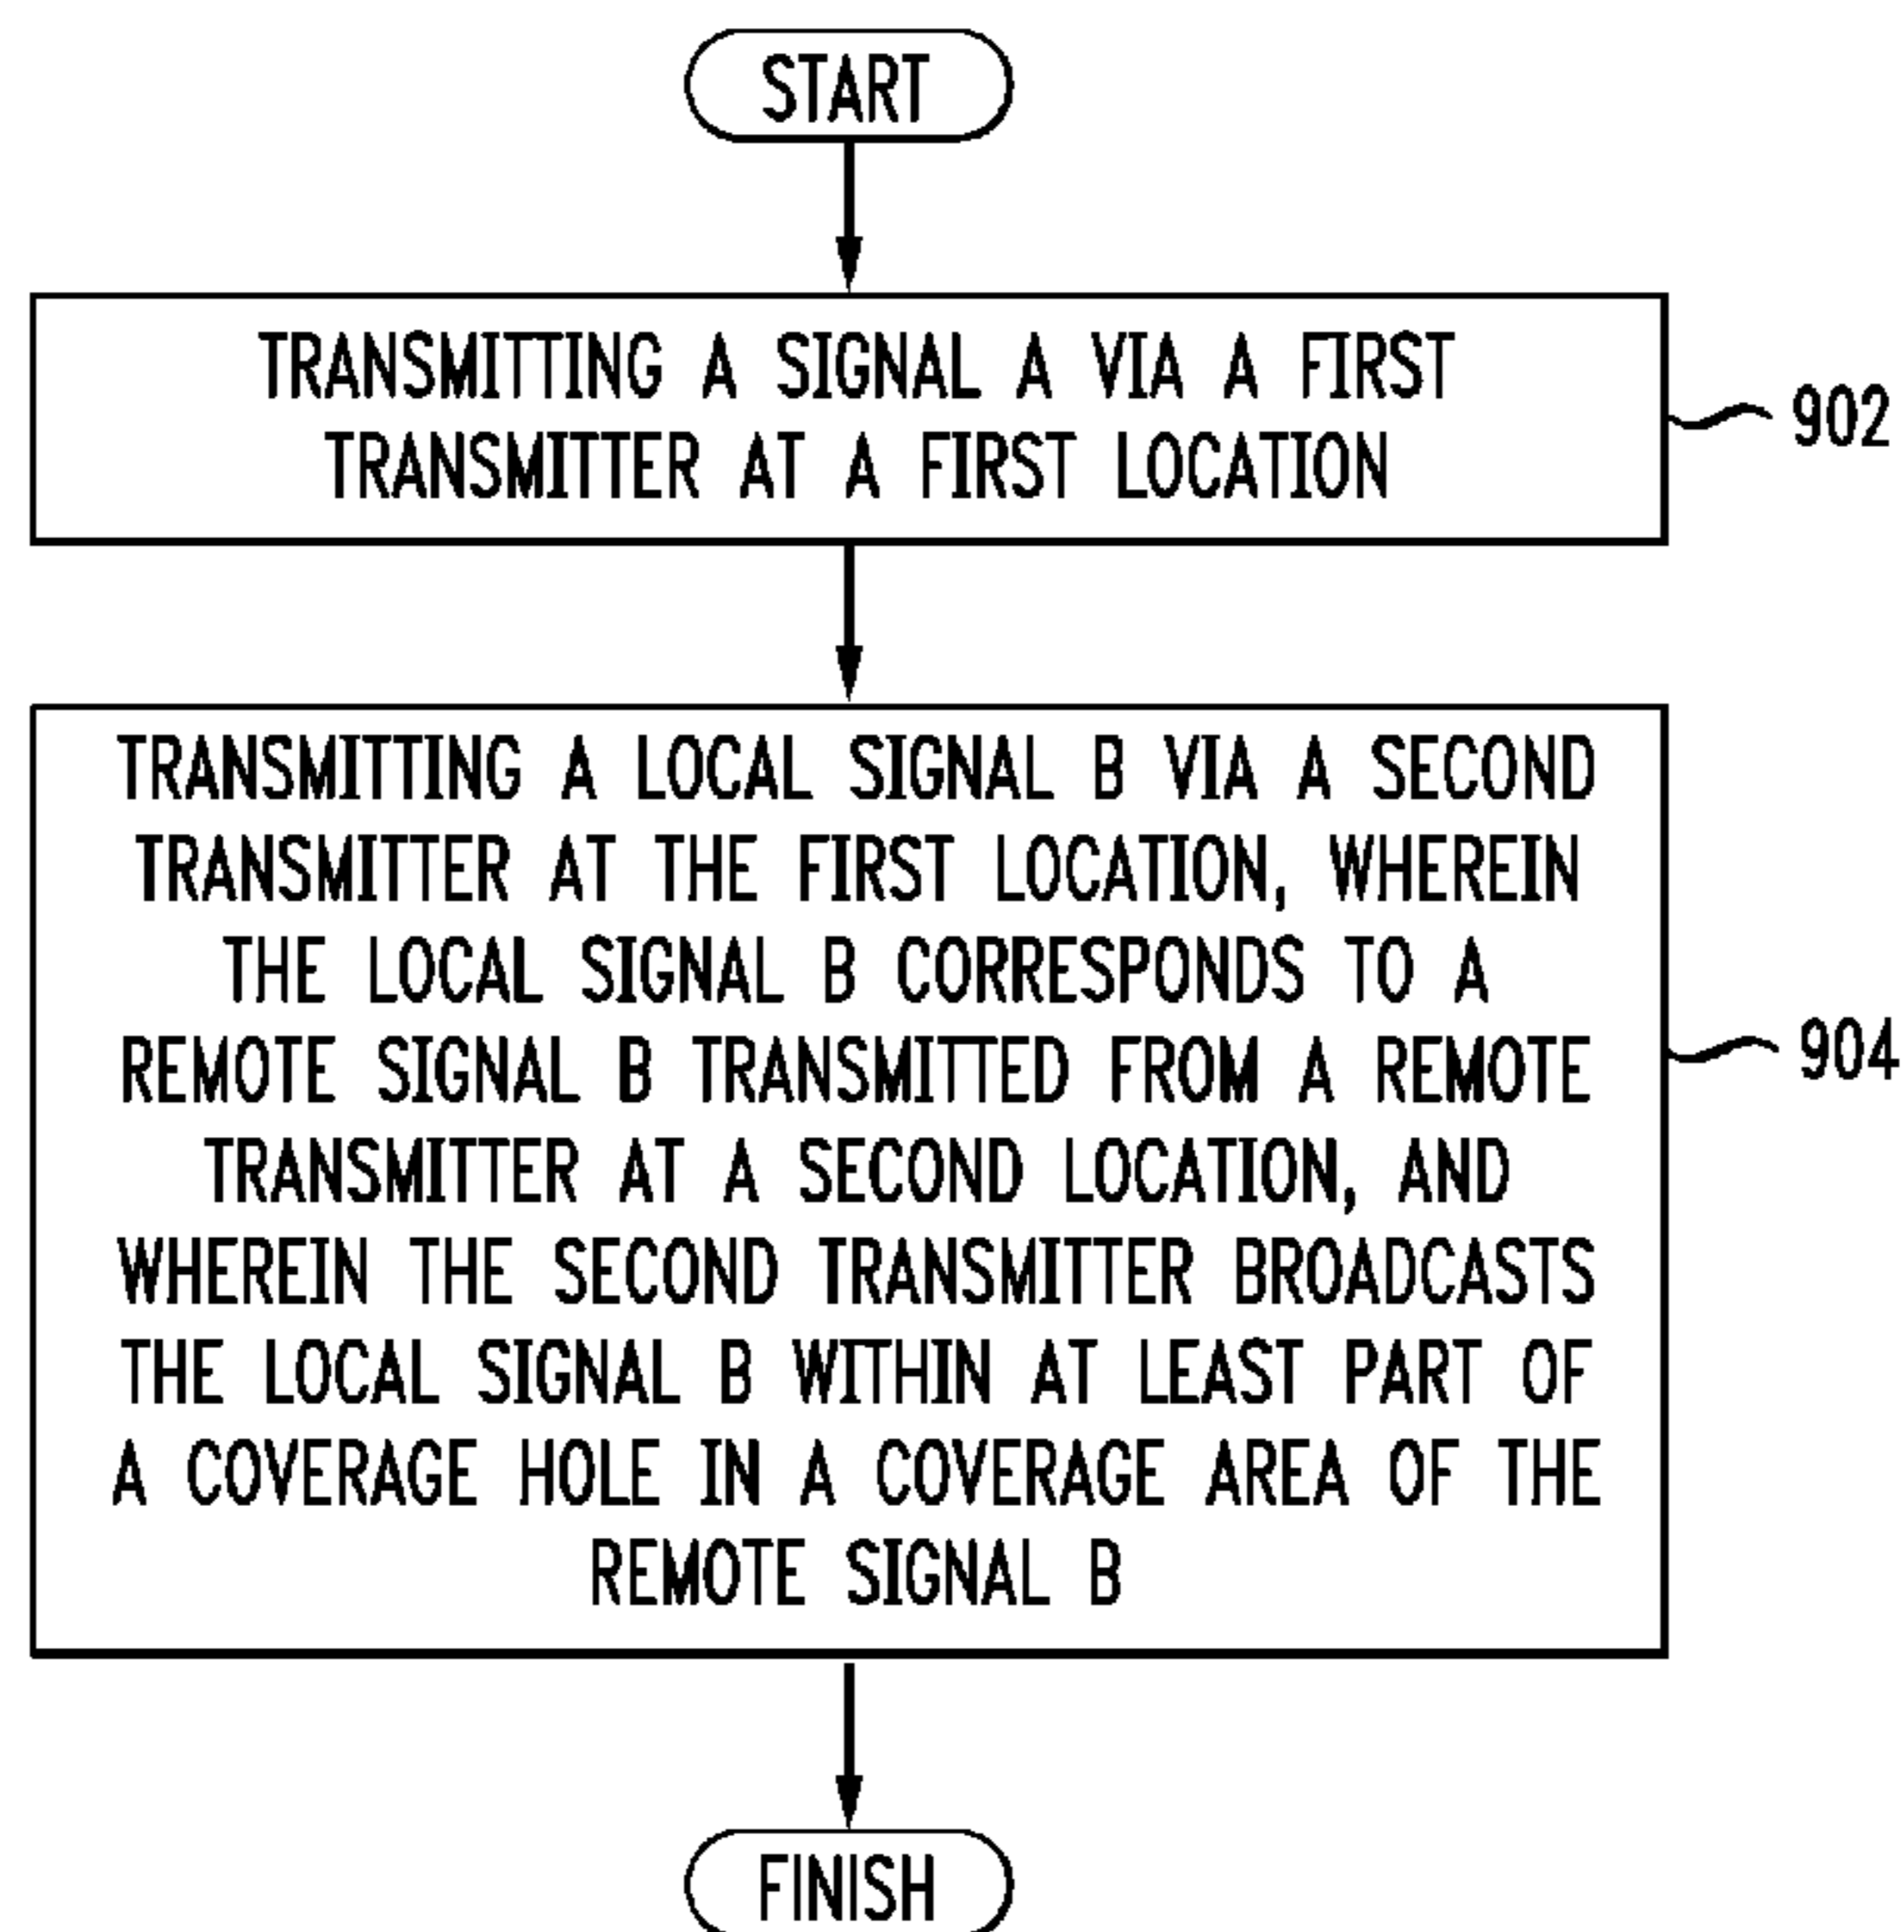 START
TRANSMITTING A SIGNAL A VIA A FIRST
TRANSMITTER AT A FIRST LOCATION
902
TRANSMITTING A LOCAL SIGNAL B VIA A SECOND
TRANSMITTER AT THE FIRST LOCATION, WHEREIN
THE LOCAL SIGNAL B CORRESPONDS TO A
REMOTE SIGNAL B TRANSMITTED FROM A REMOTE
TRANSMITTER AT A SECOND LOCATION, AND
WHEREIN THE SECOND TRANSMITTER BROADCASTS
THE LOCAL SIGNAL B WITHIN AT LEAST PART OF
A COVERAGE HOLE IN A COVERAGE AREA OF THE
REMOTE SIGNAL B
904
FINISH